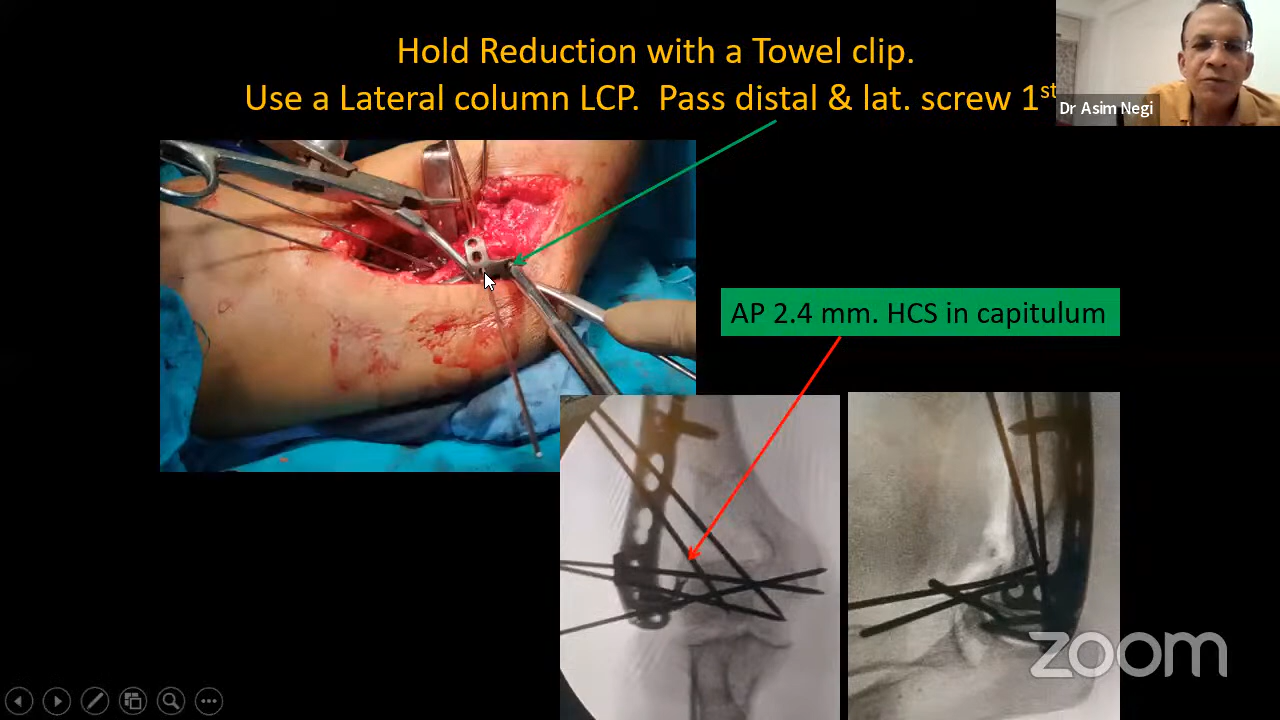 Hold Reduction with a Towel clip.
Use a Lateral column LCP. Pass distal & lat. screw 1st
Dr Asim Negi
AP 2.4 mm. HCS in capitulum
zoom